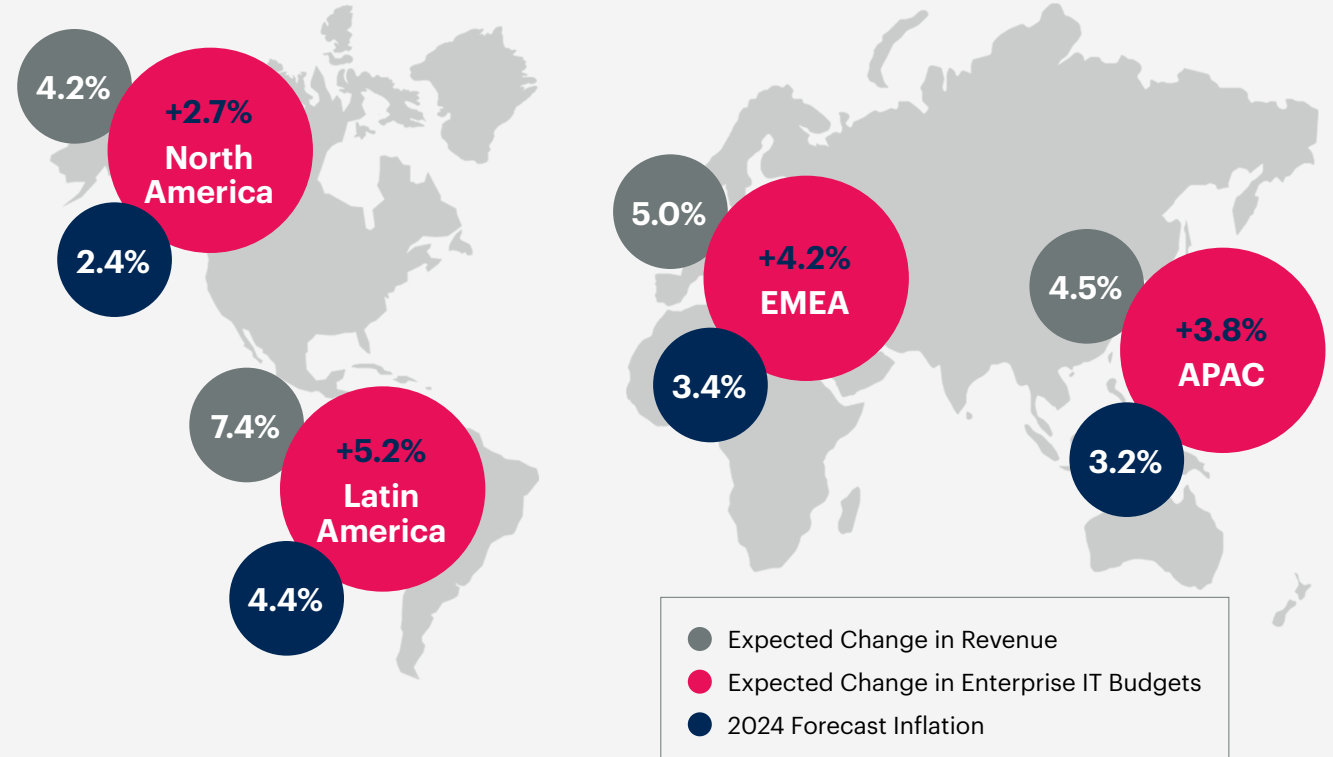 4.2%
+2.7%
North
America
2.4%
7.4%
+5.2%
Latin
America
4.4%
5.0%
+4.2%
EMEA
3.4%
4.5%
+3.8%
APAC
3.2%
Expected Change in Revenue
Expected Change in Enterprise IT Budgets
2024 Forecast Inflation